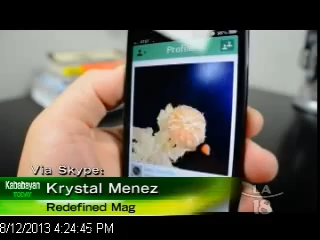 Profile
Via Skype:
Kababayan
TODAY
Krystal Menez
Redefined Mag
LA
18
8/12/2013 4:24:45 PM